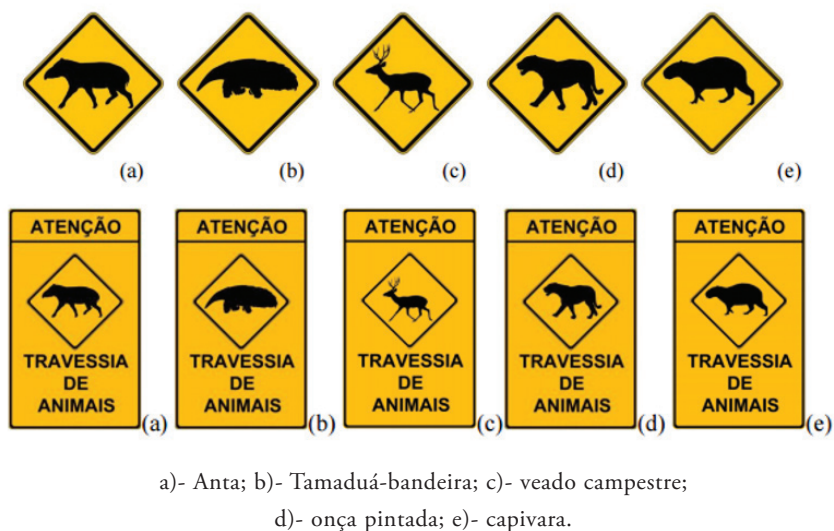 (a) (b) (c) (d) (e)
ATENÇÃO ATENÇÃO ATENÇÃO ATENÇÃO ATENÇÃO
TRAVESSIA TRAVESSIA TRAVESSIA TRAVESSIA TRAVESSIA
DE DE DE DE DE
ANIMAIS ANIMAIS ANIMAIS ANIMAIS ANIMAIS
(a) (b) (c) (d) (e)
a)- Anta; b)- Tamaduá-bandeira; c)- veado campestre;
d)- onça pintada; e)- capivara.